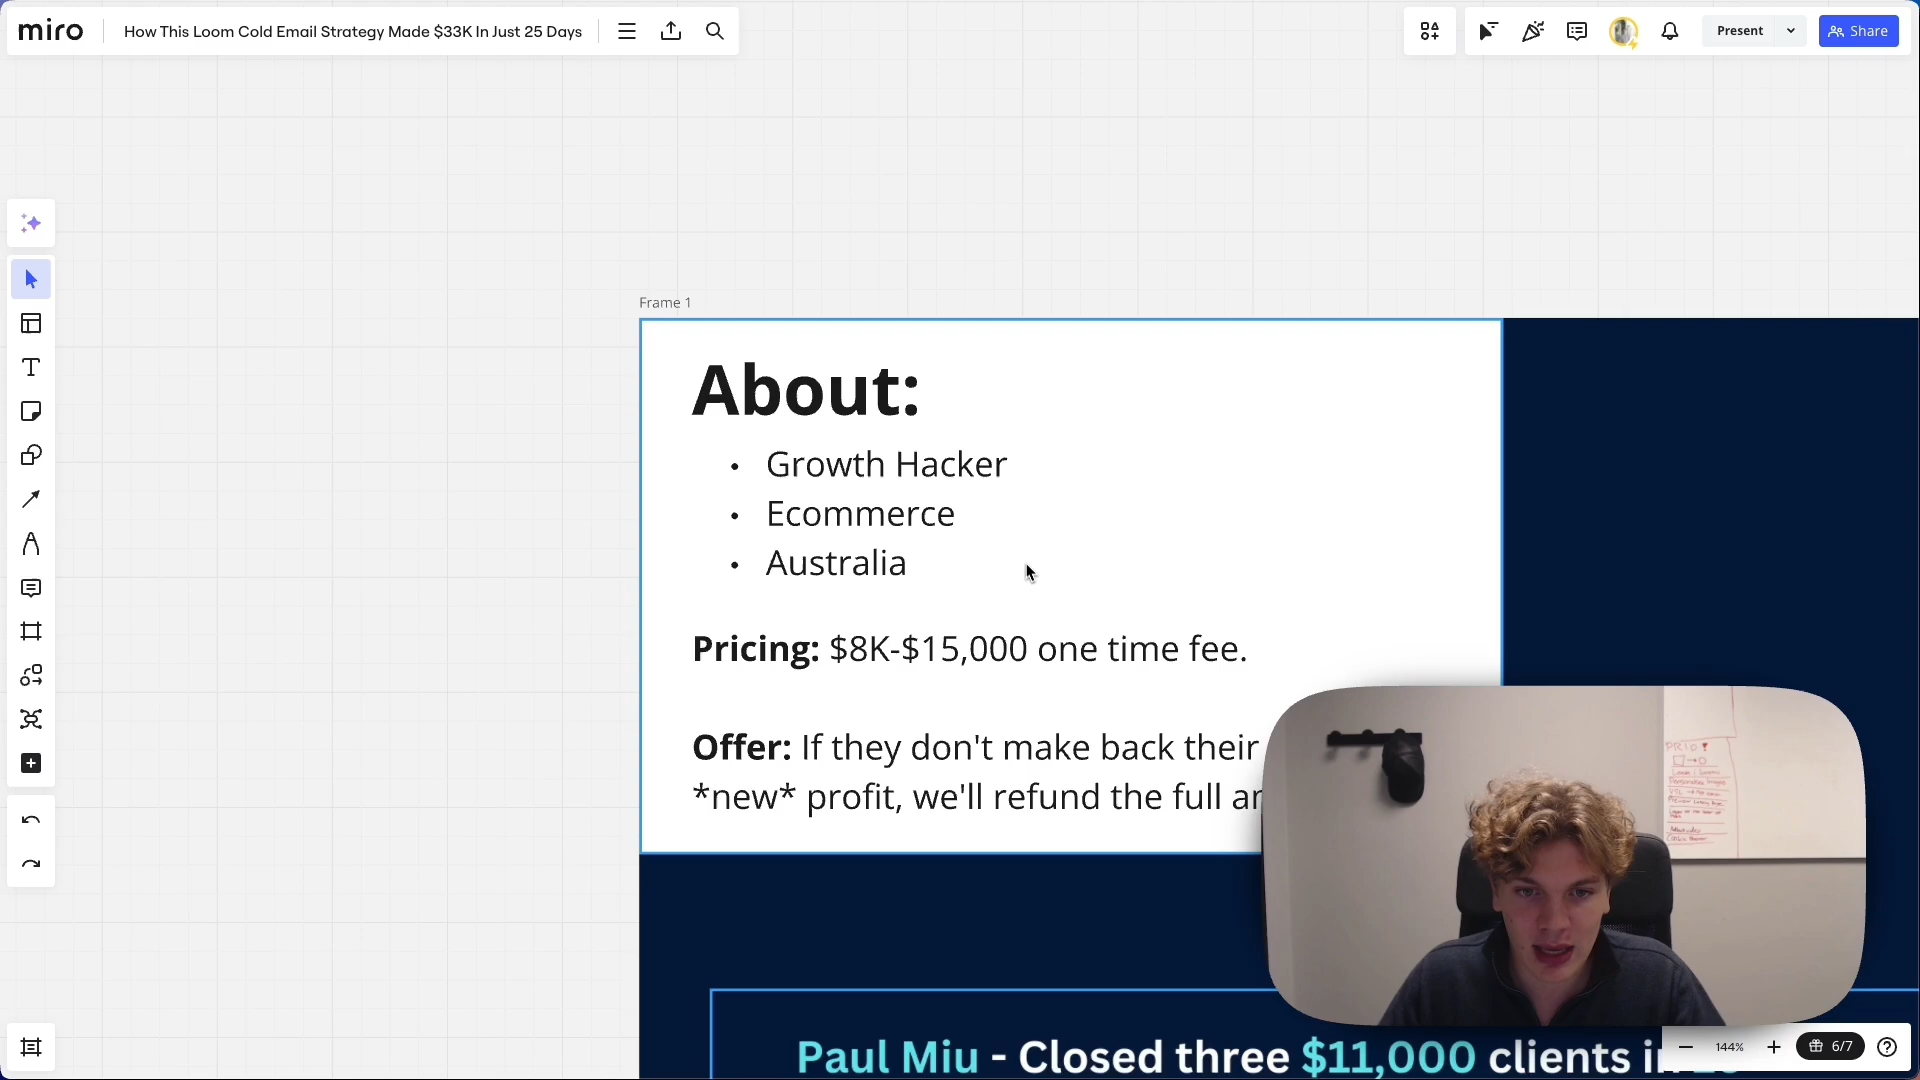 miro
How This Loom Cold Email Strategy Made $33K In Just 25 Days
Present
Share
Frame 1
About:
• Growth Hacker
• Ecommerce
• Australia
Pricing: $8K-$15,000 one time fee.
Offer: If they don't make back their
*new* profit, we'll refund the full
PRIO
Paul Miu - Closed three $11,000 clients in
144%
6/7